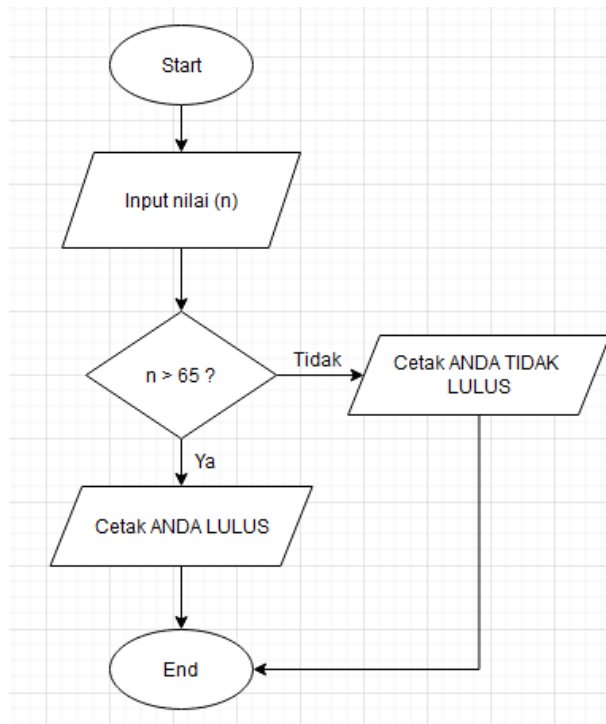 Start
Input nilai (n)
n > 65 ?
Tidak
Cetak ANDA TIDAK
LULUS
Ya
Cetak ANDA LULUS
End